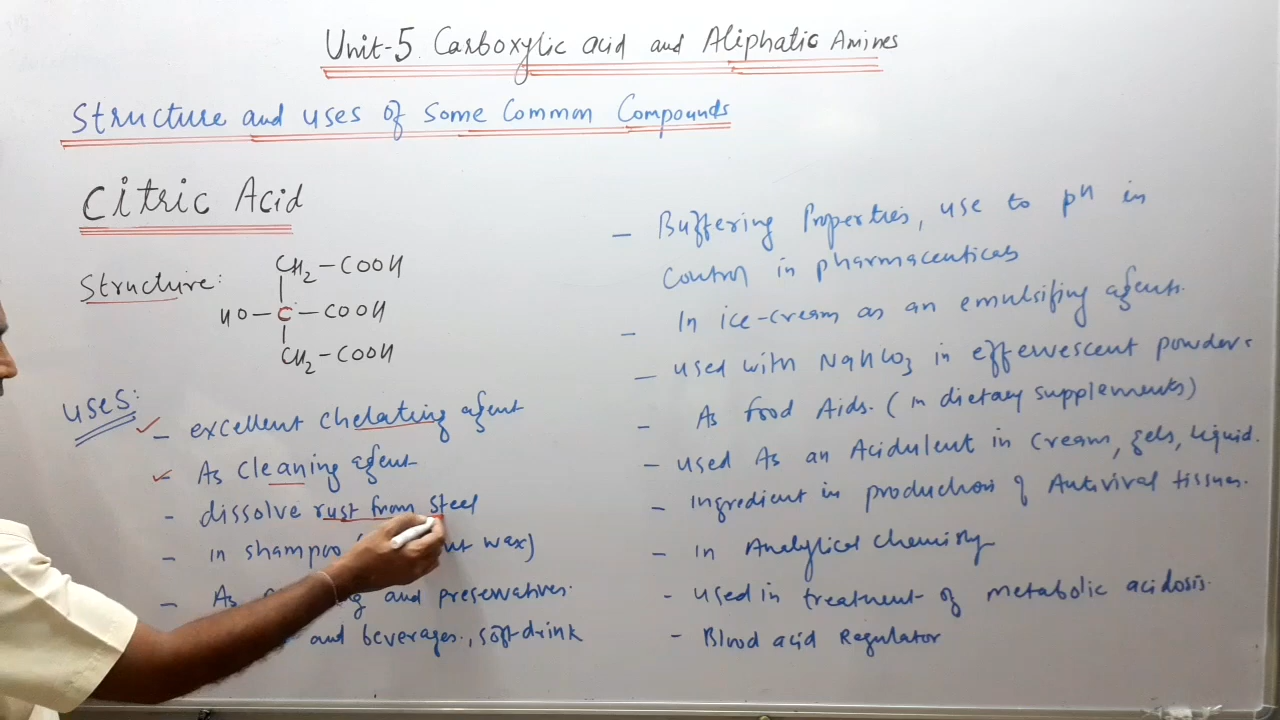 Unit-5 Carboxylic acid and Aliphatic Amines
Structure and uses of Some Common Compounds
Citric Acid
Structure:
CH2-COOH
HO-C-COOH
CH2-COOH
Uses:
- excellent chelating agent
- As Cleaning agent
- dissolve rust from steel
- in shampoo wax)
- As and preservatives.
and beverages, soft drink
- Buffering Properties, use to pH in
Control in pharmaceuticals
- In ice-cream as an emulsifing agents.
- used with NaHCO3 in effervescent powders
- As food Aids. (in dietary supplements)
- used As an Acidulent in Cream, gels, liquid.
- Ingredient in production of Antiviral tissues.
- In Analytical Chemistry
- used in treatment of metabolic acidosis.
- Blood acid Regulator